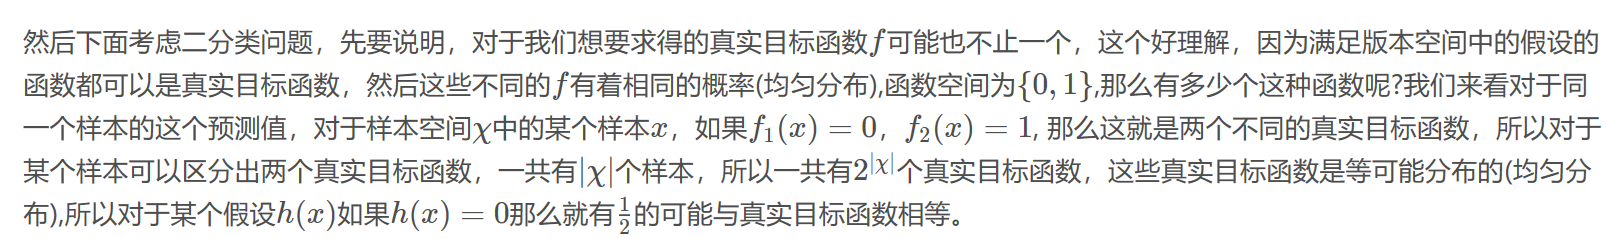 然后下面考虑二分类问题，先要说明，对于我们想要求得的真实目标函数f可能也不止一个，这个好理解，因为满足版本空间中的假设的
函数都可以是真实目标函数，然后这些不同的f有着相同的概率(均匀分布),函数空间为{0, 1},那么有多少个这种函数呢?我们来看对于同
一个样本的这个预测值，对于样本空间χ中的某个样本x，如果f₁(x) = 0，f₂(x) = 1, 那么这就是两个不同的真实目标函数，所以对于
某个样本可以区分出两个真实目标函数，一共有|χ|个样本，所以一共有2^|χ|个真实目标函数，这些真实目标函数是等可能分布的(均匀分
布),所以对于某个假设h(x)如果h(x) = 0那么就有1/2的可能与真实目标函数相等。